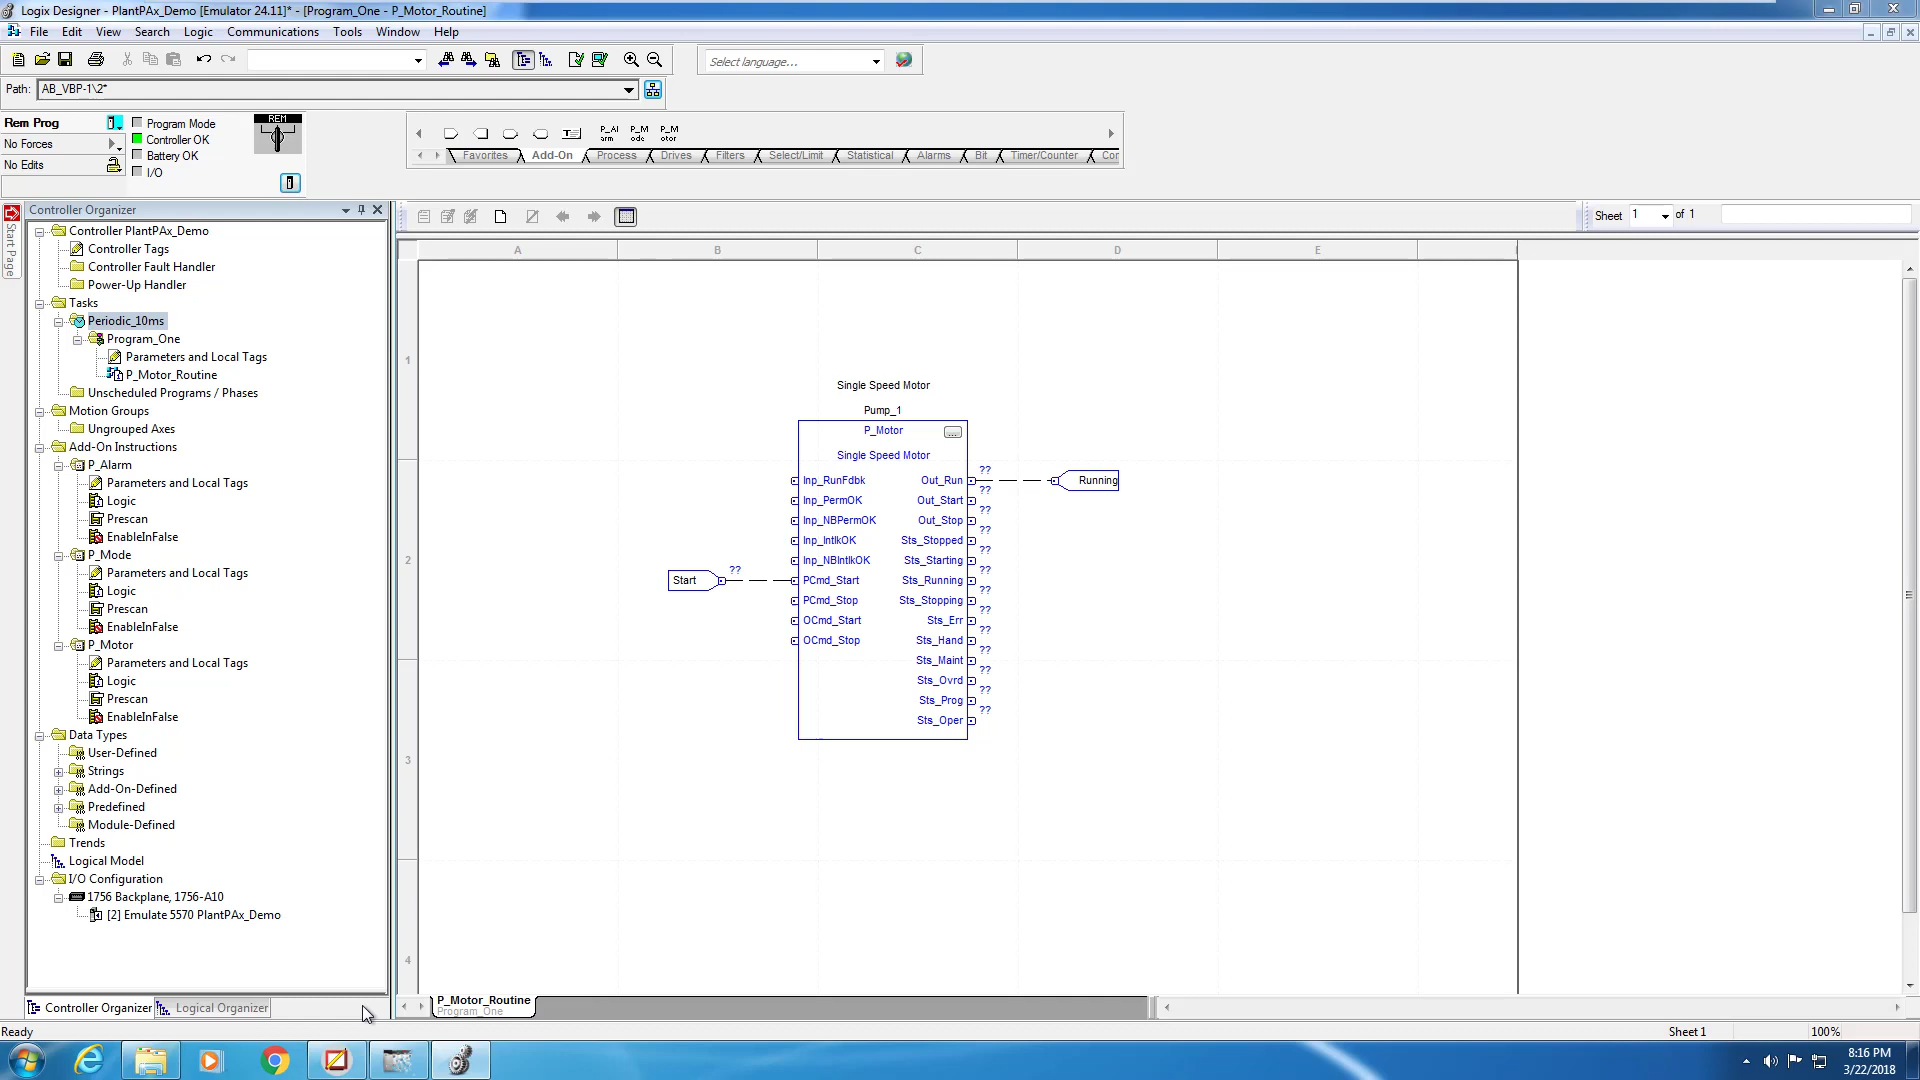 Logix Designer - PlantPAx_Demo [Emulator 24.11]* - [Program_One - P_Motor_Routine]
File Edit View Search Logic Communications Tools Window Help
Select language...
Path: AB_VBP-1\2*
Rem Prog
No Forces
No Edits
Program Mode
Controller OK
Battery OK
I/O
REM
P_Al arm
P_M ode
P_M otor
Favorites Add-On Process Drives Filters Select/Limit Statistical Alarms Bit Timer/Counter Cor
Start Page
Controller Organizer
Sheet 1 of 1
Controller PlantPAx_Demo
Controller Tags
Controller Fault Handler
Power-Up Handler
Tasks
Periodic_10ms
Program_One
Parameters and Local Tags
P_Motor_Routine
Unscheduled Programs / Phases
Motion Groups
Ungrouped Axes
Add-On Instructions
P_Alarm
Parameters and Local Tags
Logic
Prescan
EnableInFalse
P_Mode
Parameters and Local Tags
Logic
Prescan
EnableInFalse
P_Motor
Parameters and Local Tags
Logic
Prescan
EnableInFalse
Data Types
User-Defined
Strings
Add-On-Defined
Predefined
Module-Defined
Trends
Logical Model
I/O Configuration
1756 Backplane, 1756-A10
[2] Emulate 5570 PlantPAx_Demo
Controller Organizer Logical Organizer
A B C D E
1
2
3
4
Single Speed Motor
Pump_1
P_Motor
...
Single Speed Motor
Inp_RunFdbk Out_Run ??
Inp_PermOK Out_Start ??
Inp_NBPermOK Out_Stop ??
Inp_IntlkOK Sts_Stopped ??
Inp_NBIntlkOK Sts_Starting ??
PCmd_Start Sts_Running ??
PCmd_Stop Sts_Stopping ??
OCmd_Start Sts_Err ??
OCmd_Stop Sts_Hand ??
Sts_Maint ??
Sts_Ovrd ??
Sts_Prog ??
Sts_Oper ??
Start ??
Running
P_Motor_Routine
Program_One
Ready
Sheet 1
100%
8:16 PM
3/22/2018